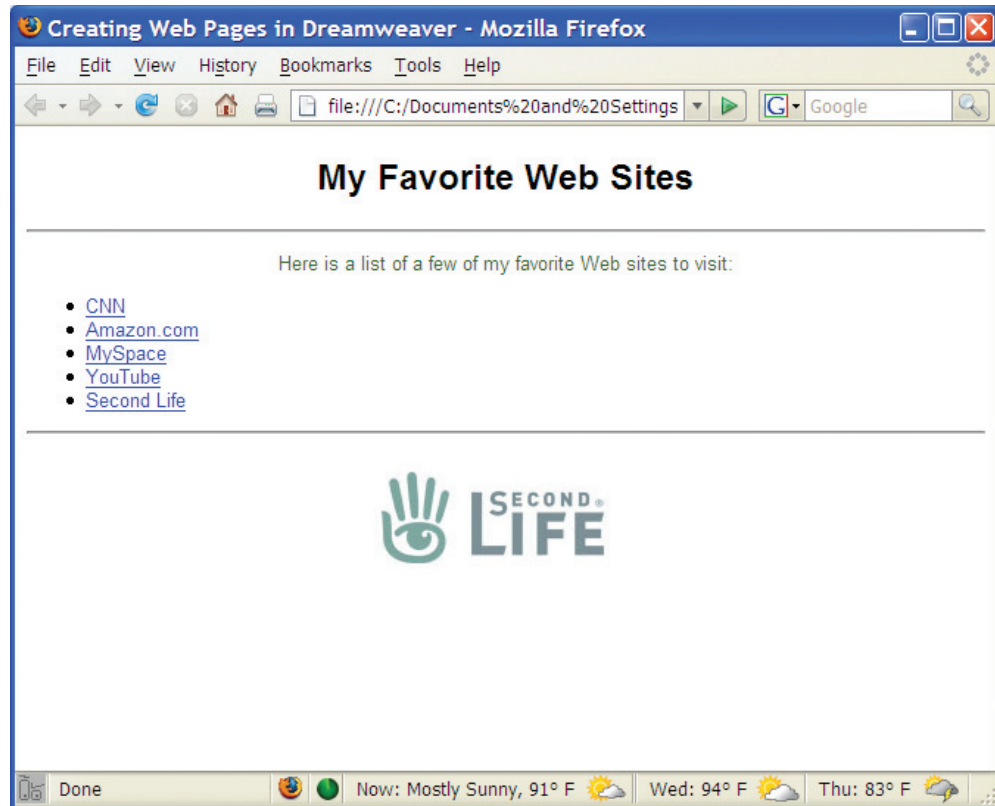 Creating Web Pages in Dreamweaver - Mozilla Firefox
File Edit View History Bookmarks Tools Help
file:///C:/Documents%20and%20Settings G Google
My Favorite Web Sites
Here is a list of a few of my favorite Web sites to visit:
• CNN
• Amazon.com
• MySpace
• YouTube
• Second Life
SECOND®
LIFE
Done Now: Mostly Sunny, 91° F Wed: 94° F Thu: 83° F